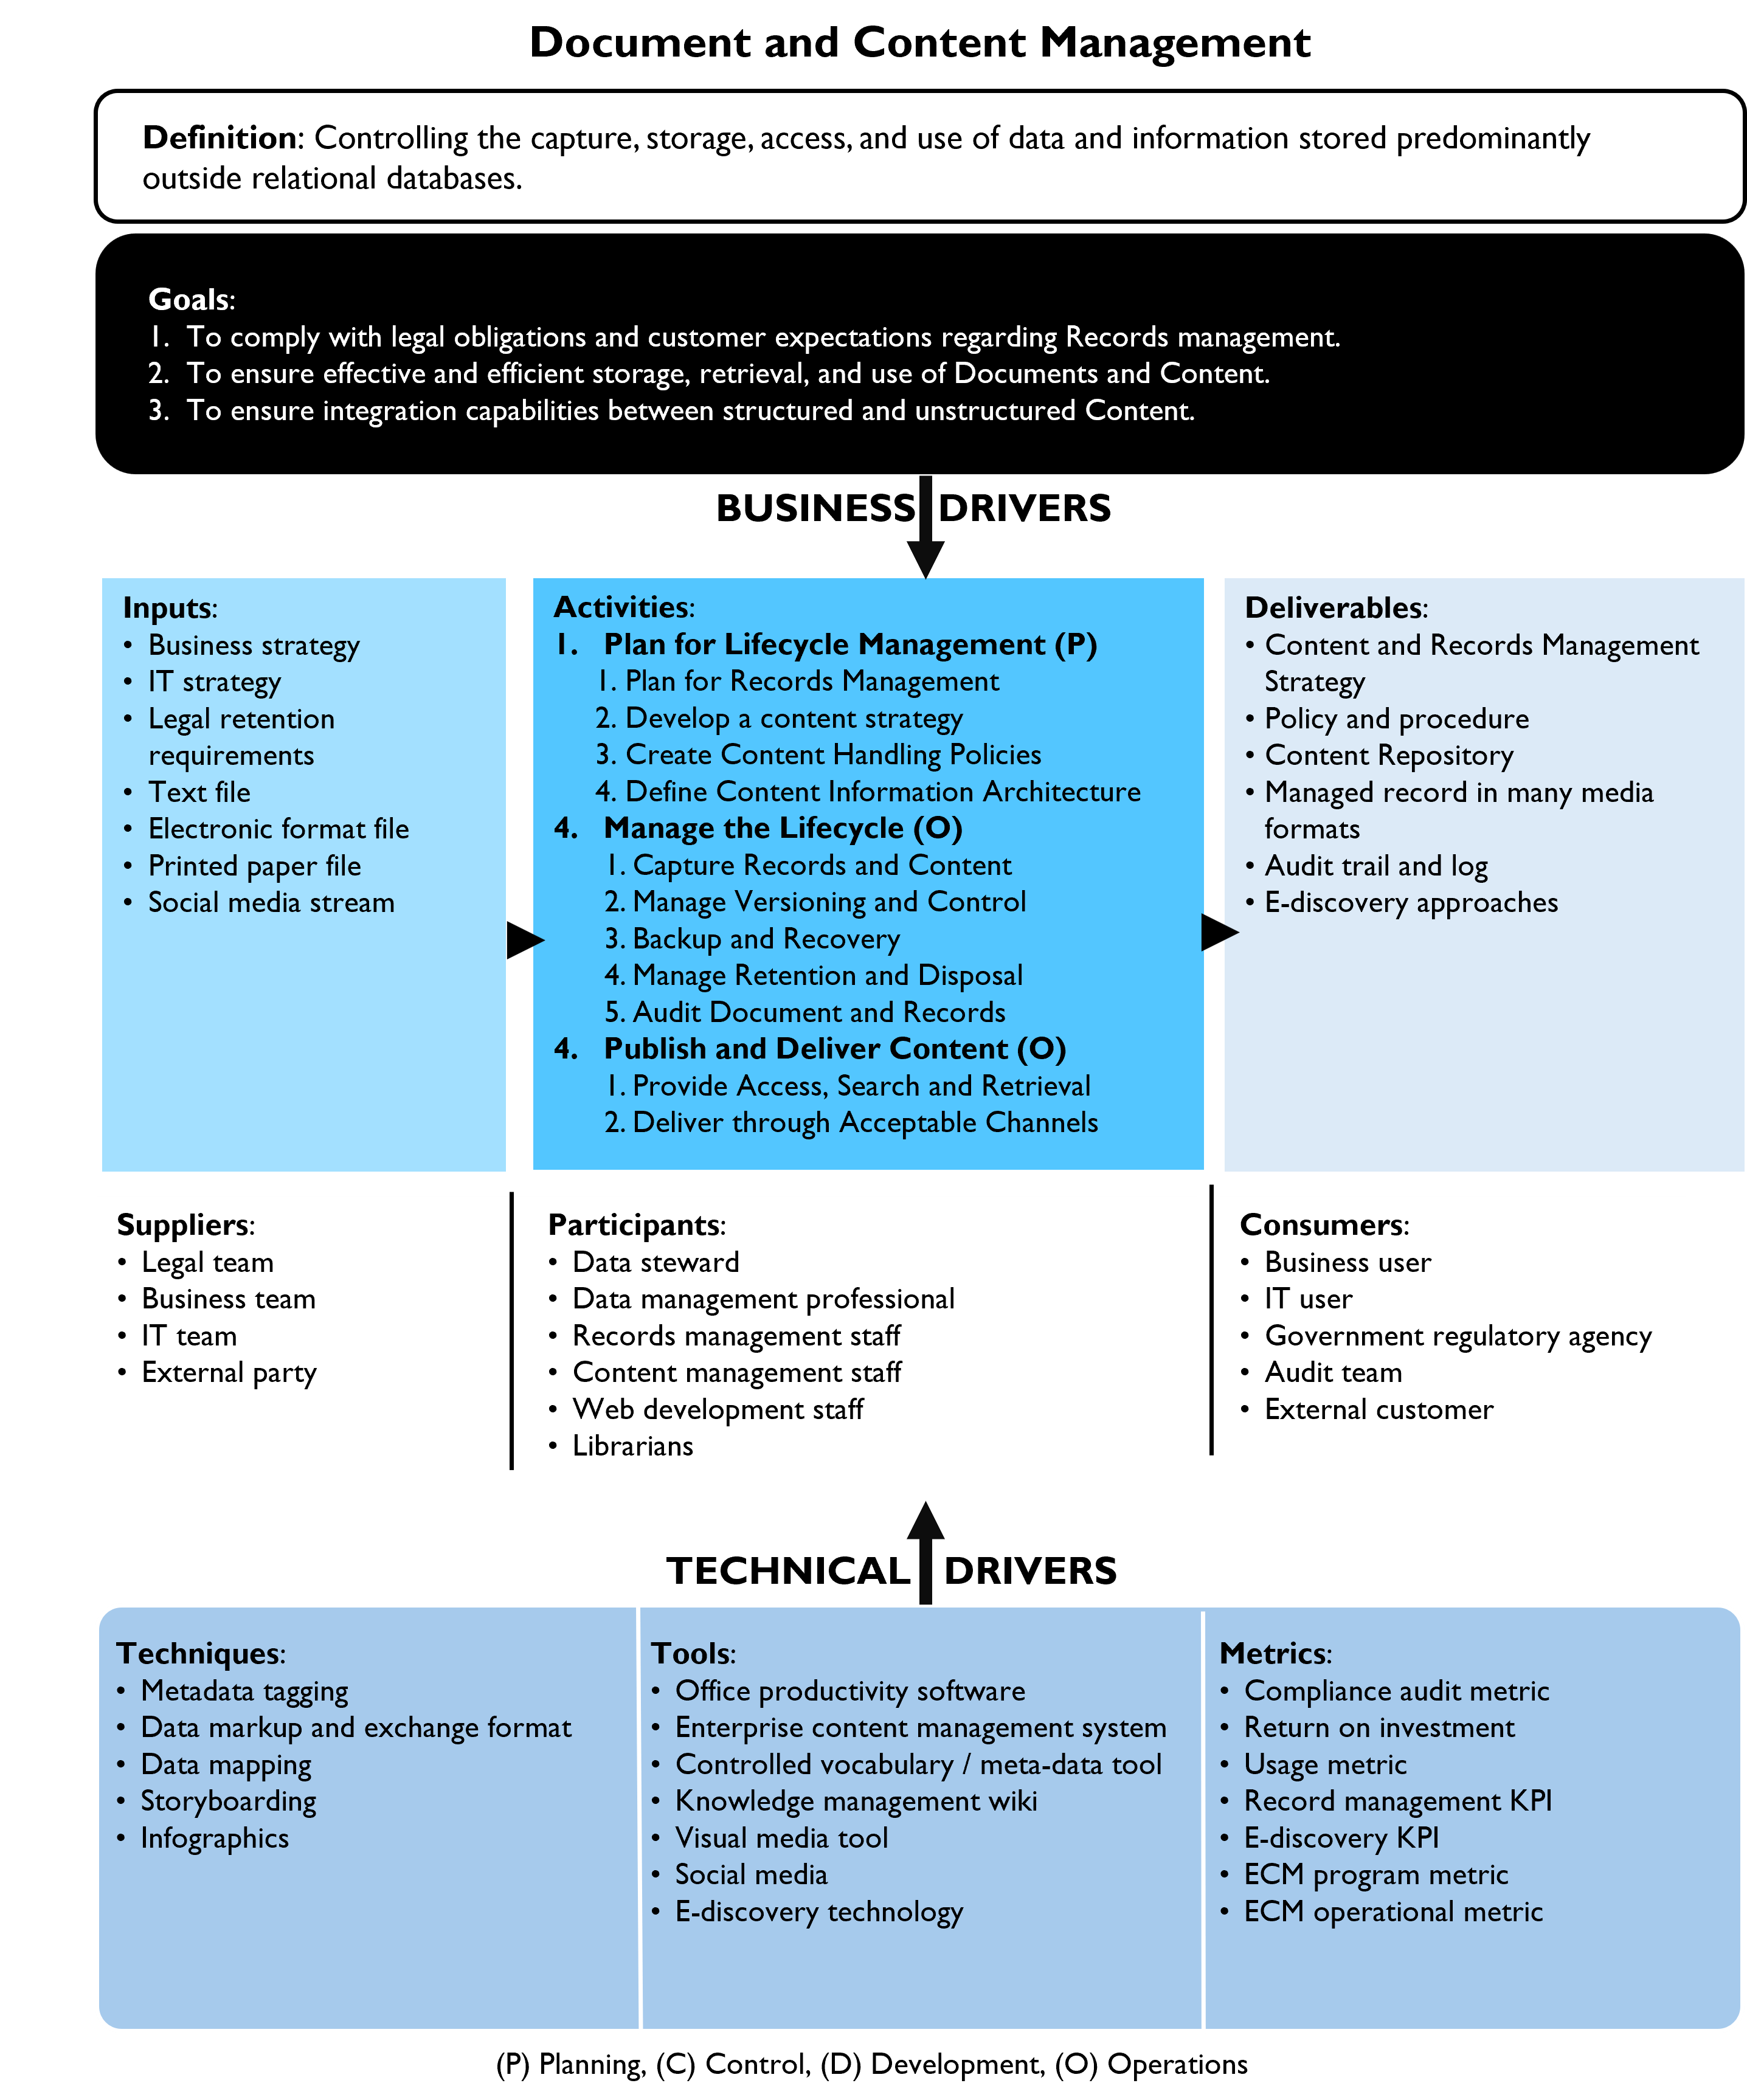 Document and Content Management
Definition: Controlling the capture, storage, access, and use of data and information stored predominantly
outside relational databases.
Goals:
1. To comply with legal obligations and customer expectations regarding Records management.
2. To ensure effective and efficient storage, retrieval, and use of Documents and Content.
3. To ensure integration capabilities between structured and unstructured Content.
BUSINESS DRIVERS
Inputs:
• Business strategy
• IT strategy
• Legal retention
requirements
• Text file
• Electronic format file
• Printed paper file
• Social media stream
Activities:
1. Plan for Lifecycle Management (P)
1. Plan for Records Management
2. Develop a content strategy
3. Create Content Handling Policies
4. Define Content Information Architecture
4. Manage the Lifecycle (O)
1. Capture Records and Content
2. Manage Versioning and Control
3. Backup and Recovery
4. Manage Retention and Disposal
5. Audit Document and Records
4. Publish and Deliver Content (O)
1. Provide Access, Search and Retrieval
2. Deliver through Acceptable Channels
Deliverables:
• Content and Records Management
Strategy
• Policy and procedure
• Content Repository
• Managed record in many media
formats
• Audit trail and log
• E-discovery approaches
Suppliers:
• Legal team
• Business team
• IT team
• External party
Participants:
• Data steward
• Data management professional
• Records management staff
• Content management staff
• Web development staff
• Librarians
Consumers:
• Business user
• IT user
• Government regulatory agency
• Audit team
• External customer
TECHNICAL DRIVERS
Techniques:
• Metadata tagging
• Data markup and exchange format
• Data mapping
• Storyboarding
• Infographics
Tools:
• Office productivity software
• Enterprise content management system
• Controlled vocabulary / meta-data tool
• Knowledge management wiki
• Visual media tool
• Social media
• E-discovery technology
Metrics:
• Compliance audit metric
• Return on investment
• Usage metric
• Record management KPI
• E-discovery KPI
• ECM program metric
• ECM operational metric
(P) Planning, (C) Control, (D) Development, (O) Operations